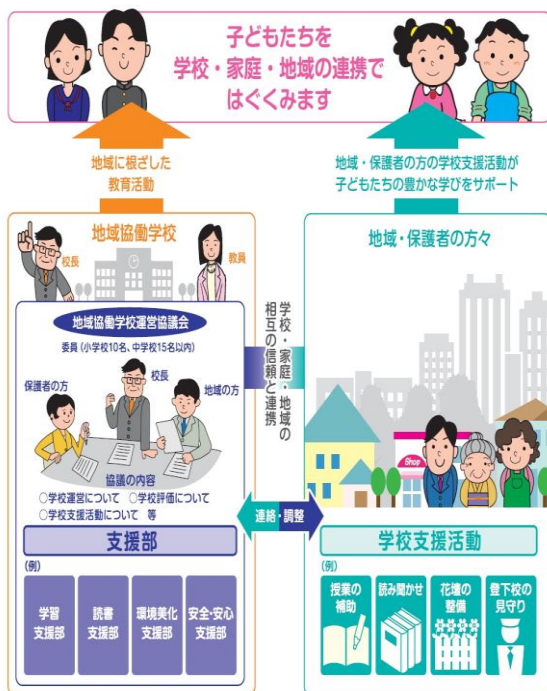 子どもたちを
学校・家庭・地域の連携で
はぐくみます
地域に根ざした
教育活動
地域・保護者の方の学校支援活動が
子どもたちの豊かな学びをサポート
地域協働学校
校長
教員
地域協働学校運営協議会
委員（小学校10名、中学校15名以内）
保護者の方
校長
地域の方
協議の内容
○学校運営について ○学校評価について
○学校支援活動について 等
支援部
(例)
学習
支援部
読書
支援部
環境美化
支援部
安全・安心
支援部
学校・家庭・地域の
相互の信頼と連携
連絡・調整
地域・保護者の方々
Shop
学校支援活動
(例)
授業の
補助
読み聞かせ
花壇の
整備
登下校の
見守り